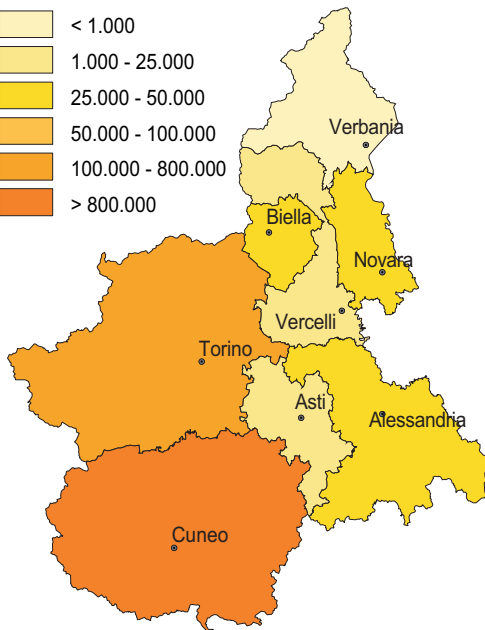 < 1.000
1.000 - 25.000
25.000 - 50.000
50.000 - 100.000
100.000 - 800.000
> 800.000
Verbania
Biella
Novara
Vercelli
Torino
Asti
Alessandria
Cuneo